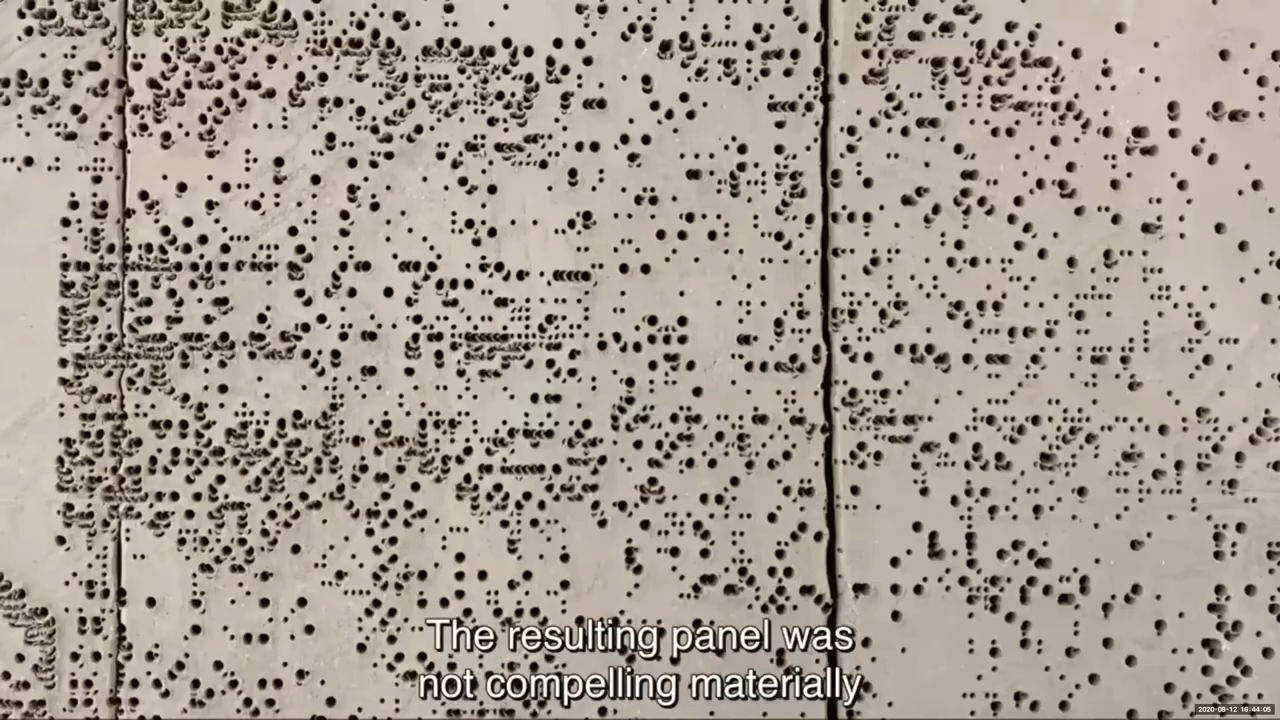 The resulting panel was
not compelling materially
2020-08-12 16:44:05